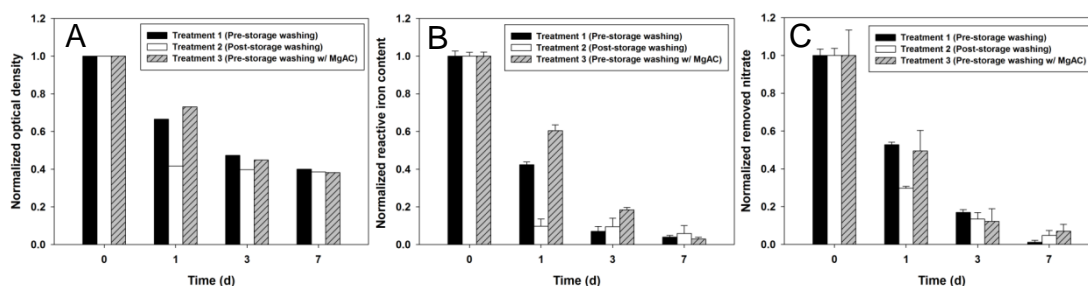 A
Treatment 1 (Pre-storage washing)
Treatment 2 (Post-storage washing)
Treatment 3 (Pre-storage washing w/ MgAC)
Normalized optical density
1.2
1.0
0.8
0.6
0.4
0.2
0.0
0 1 3 7
Time (d)
B
Treatment 1 (Pre-storage washing)
Treatment 2 (Post-storage washing)
Treatment 3 (Pre-storage washing w/ MgAC)
Normalized reactive iron content
1.2
1.0
0.8
0.6
0.4
0.2
0.0
0 1 3 7
Time (d)
C
Treatment 1 (Pre-storage washing)
Treatment 2 (Post-storage washing)
Treatment 3 (Pre-storage washing w/ MgAC)
Normalized removed nitrate
1.2
1.0
0.8
0.6
0.4
0.2
0.0
0 1 3 7
Time (d)